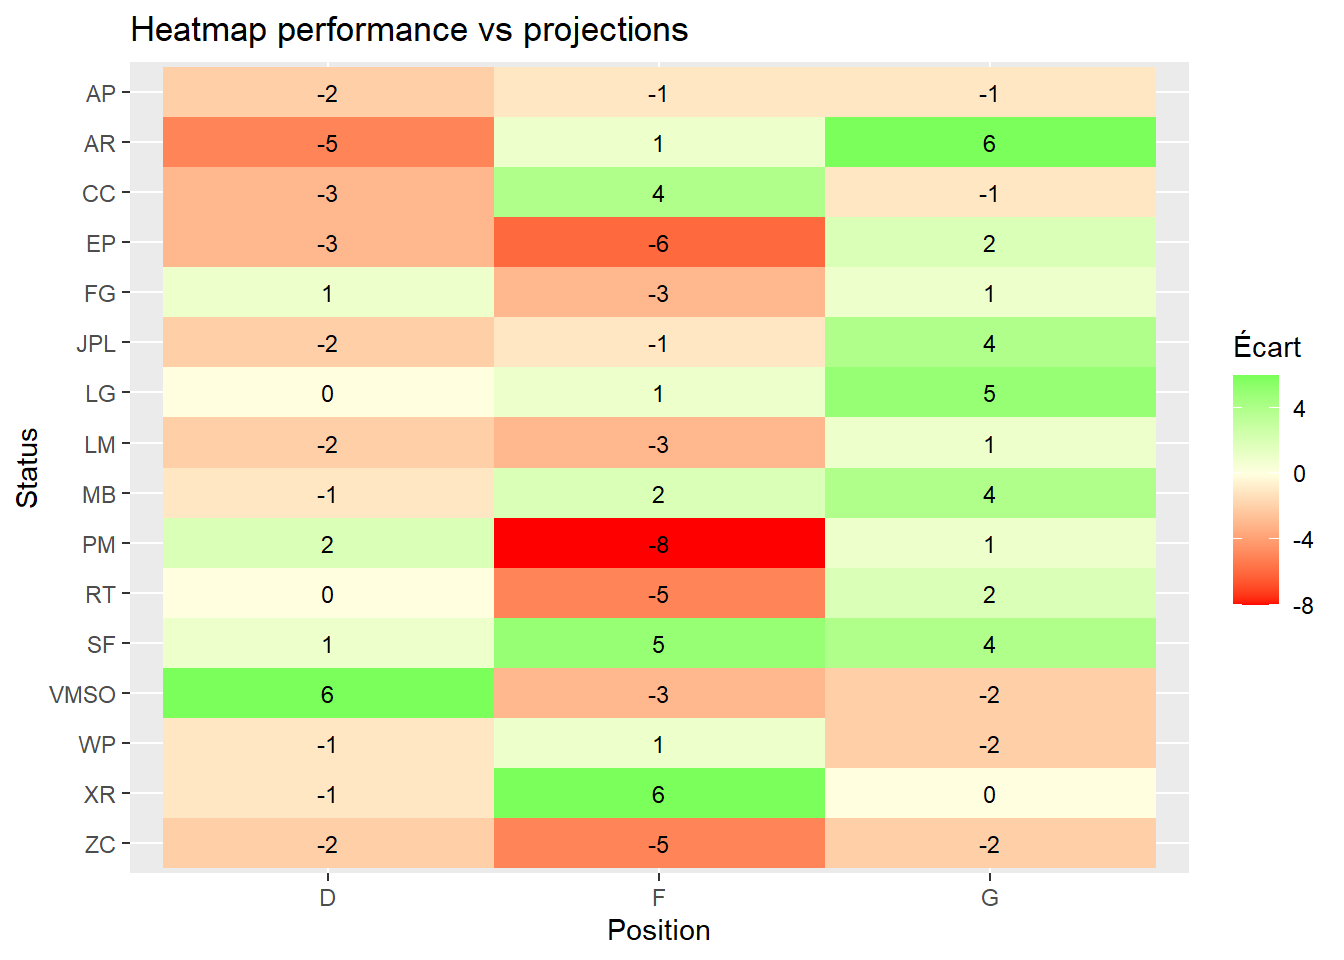 Heatmap performance vs projections
AP -2 -1 -1
AR -5 1 6
CC -3 4 -1
EP -3 -6 2
FG 1 -3 1
JPL -2 -1 4
LG 0 1 5
LM -2 -3 1
MB -1 2 4
PM 2 -8 1
RT 0 -5 2
SF 1 5 4
VMSO 6 -3 -2
WP -1 1 -2
XR -1 6 0
ZC -2 -5 -2
D F G
Position
Status
Écart
4
0
-4
-8